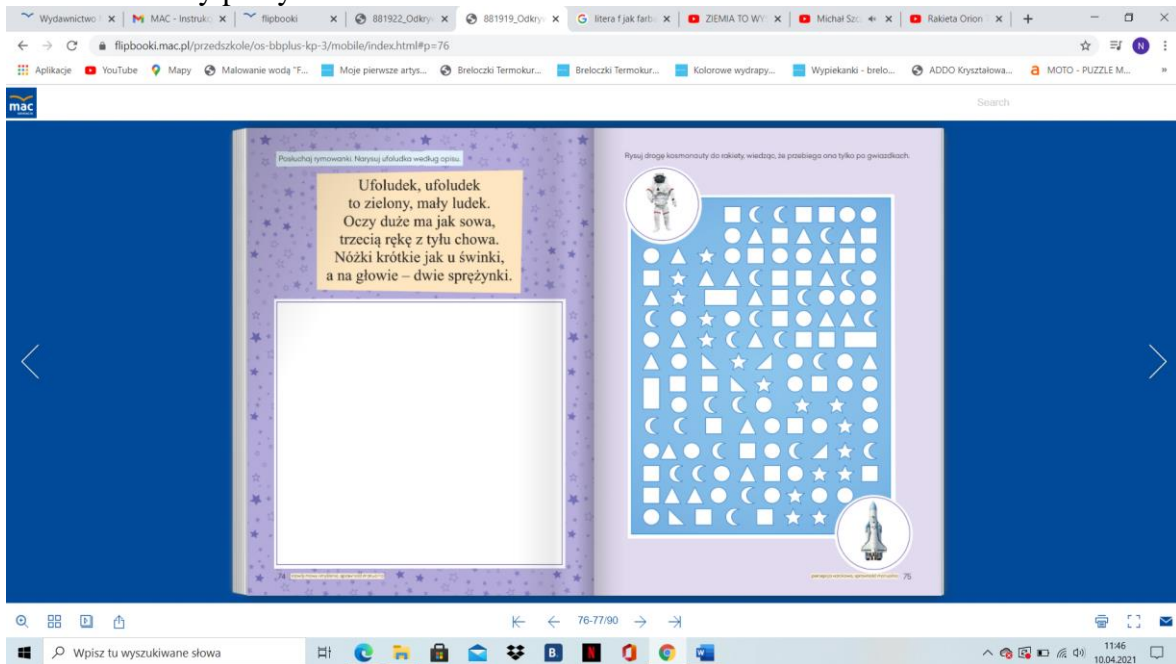 Wydawnictwo
MAC - Instrukc
flipbooki
881922_Odkry
881919_Odkry
litera f jak farb
ZIEMIA TO WY
Michał Szc
Rakieta Orion
flipbooki.mac.pl/przedszkole/os-bbplus-kp-3/mobile/index.html#p=76
N
Aplikacje
YouTube
Mapy
Malowanie wodą "F...
Moje pierwsze artys...
Breloczki Termokur...
Breloczki Termokur...
Kolorowe wydrapy...
Wypiekanki - brelo...
ADDO Kryształowa...
MOTO - PUZZLE M...
mac
Search
Posłuchaj rymowanki. Narysuj ufoludka według opisu.
Ufoludek, ufoludek
to zielony, mały ludek.
Oczy duże ma jak sowa,
trzecią rękę z tyłu chowa.
Nóżki krótkie jak u świnki,
a na głowie – dwie sprężynki.
74
Rysuj drogę kosmonauty do rakiety, wiedząc, że przebiega ona tylko po gwiazdkach.
75
76-77/90
Wpisz tu wyszukiwane słowa
11:46
10.04.2021